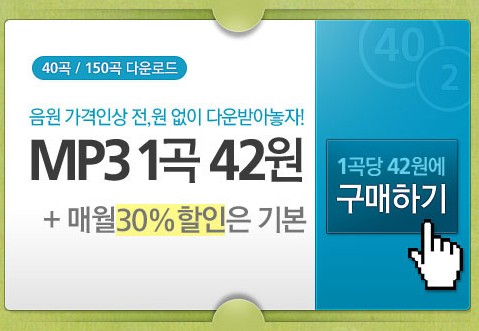 40곡 / 150곡 다운로드
음원 가격인상 전,원 없이 다운받아놓자!
MP3 1곡 42원
+ 매월30%할인은 기본
40
2
1곡당 42원에
구매하기